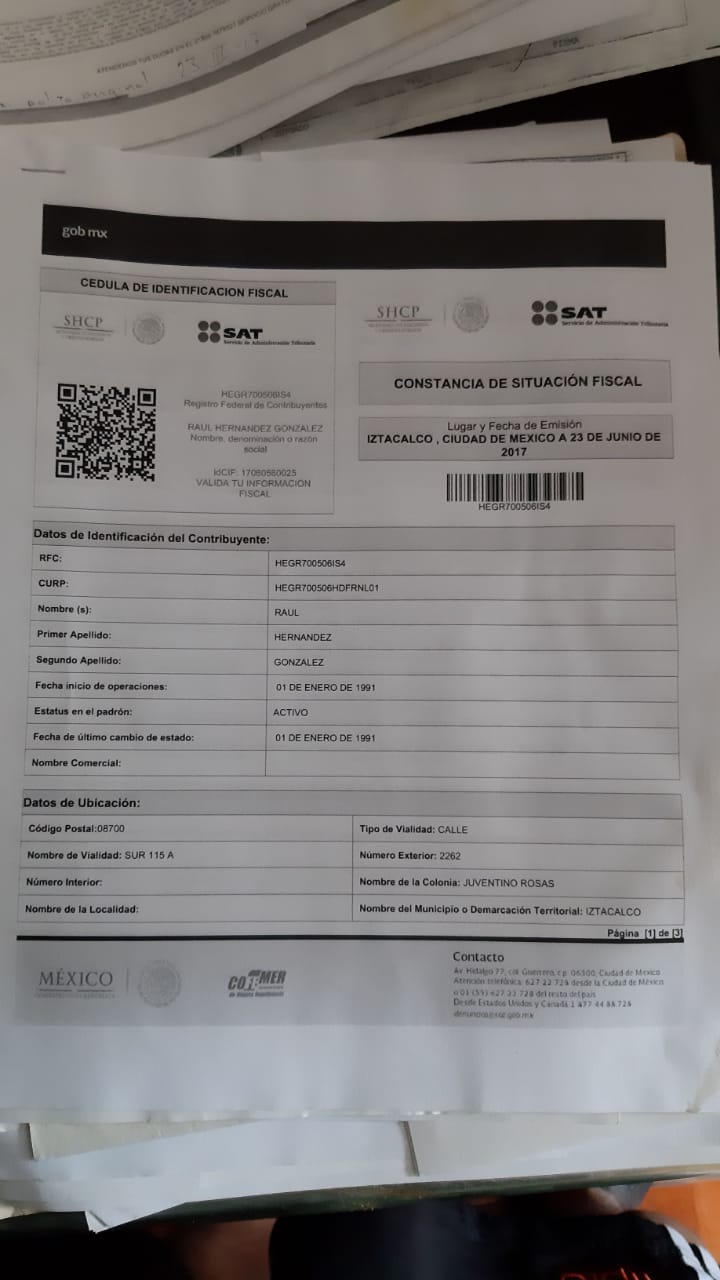 gob mx
CEDULA DE IDENTIFICACION FISCAL
SHCP
SAT
Servicio de Administración Tributaria
HEGR700506IS4
Registro Federal de Contribuyentes
RAUL HERNANDEZ GONZALEZ
Nombre, denominación o razón
social
idCIF: 17080580025
VALIDA TU INFORMACIÓN
FISCAL
SHCP
SAT
Servicio de Administración Tributaria
CONSTANCIA DE SITUACIÓN FISCAL
Lugar y Fecha de Emisión
IZTACALCO , CIUDAD DE MEXICO A 23 DE JUNIO DE
2017
HEGR700506IS4
Datos de Identificación del Contribuyente:
RFC: HEGR700506IS4
CURP: HEGR700506HDFRNL01
Nombre (s): RAUL
Primer Apellido: HERNANDEZ
Segundo Apellido: GONZALEZ
Fecha inicio de operaciones: 01 DE ENERO DE 1991
Estatus en el padrón: ACTIVO
Fecha de último cambio de estado: 01 DE ENERO DE 1991
Nombre Comercial:
Datos de Ubicación:
Código Postal:08700 Tipo de Vialidad: CALLE
Nombre de Vialidad: SUR 115 A Número Exterior: 2262
Número Interior: Nombre de la Colonia: JUVENTINO ROSAS
Nombre de la Localidad: Nombre del Municipio o Demarcación Territorial: IZTACALCO
Página [1] de [3]
MÉXICO
Contacto
Av. Hidalgo 77, col. Guerrero, c.p. 06300, Ciudad de México
Atención telefónica: 627 22 728 desde la Ciudad de México
o 01 (55) 627 22 728 del resto del país
Desde Estados Unidos y Canadá 1 877 44 88 728
denuncias@sat.gob.mx